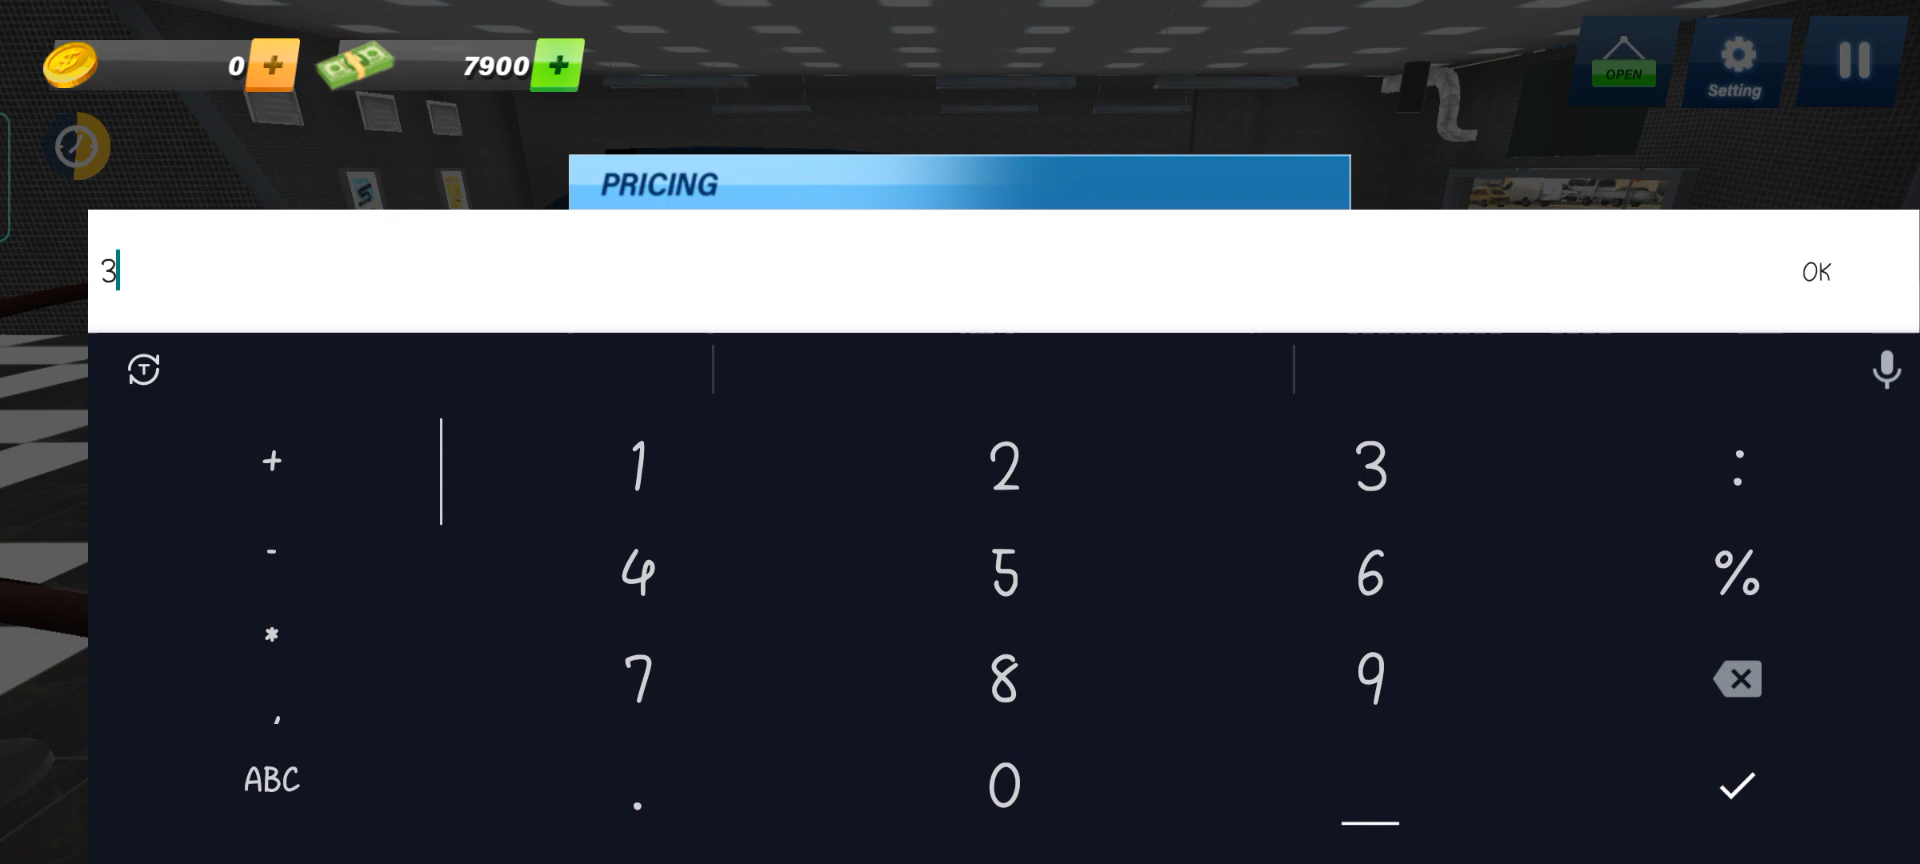 0 +
7900 +
OPEN
Setting
PRICING
3
OK
T
+ 1 2 3 :
- 4 5 6 %
* 7 8 9
,
ABC . 0